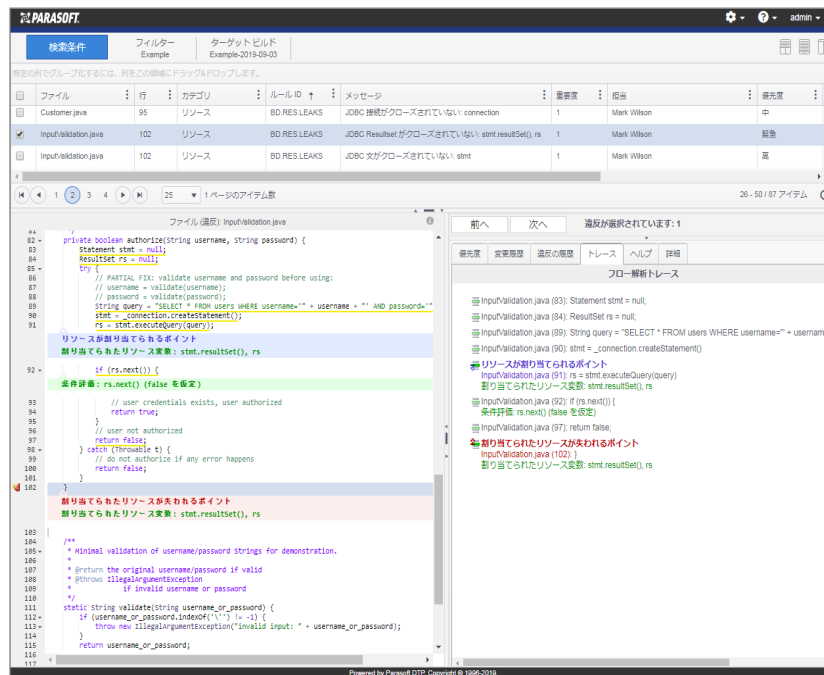 PARASOFT.
admin
検索条件
フィルター
Example
ターゲット ビルド
Example-2019-09-03
特定の列でグループ化するには、列をこの領域にドラッグ&ドロップします。
ファイル 行 カテゴリ ルール ID ↑ メッセージ 重要度 担当 優先度
Customer.java 95 リソース BD.RES.LEAKS JDBC 接続がクローズされていない: connection 1 Mark Wilson 中
InputValidation.java 102 リソース BD.RES.LEAKS JDBC Resultset がクローズされていない: stmt.resultSet(), rs 1 Mark Wilson 緊急
InputValidation.java 102 リソース BD.RES.LEAKS JDBC 文がクローズされていない: stmt 1 Mark Wilson 高
1 2 3 4 25 1 ページのアイテム数 26 - 50 / 87 アイテム
ファイル (違反): InputValidation.java
81 */
82 private boolean authorize(String username, String password) {
83 Statement stmt = null;
84 ResultSet rs = null;
85 try {
86 // PARTIAL FIX: validate username and password before using:
87 // username = validate(username);
88 // password = validate(password);
89 String query = "SELECT * FROM users WHERE username='" + username + "' AND password='"
90 stmt = _connection.createStatement();
91 rs = stmt.executeQuery(query);
リソースが割り当てられるポイント
割り当てられたリソース変数: stmt.resultSet(), rs
92 if (rs.next()) {
条件評価: rs.next() (false を仮定)
93 // user credentials exists, user authorized
94 return true;
95 }
96 // user not authorized
97 return false;
98 } catch (Throwable t) {
99 // do not authorize if any error happens
100 return false;
101 }
102 }
割り当てられたリソースが失われるポイント
割り当てられたリソース変数: stmt.resultSet(), rs
103
104 /**
105 * Minimal validation of username/password Strings for demonstration.
106 *
107 * @return the original username/password if valid
108 * @throws IllegalArgumentException
109 * if invalid username or password
110 */
111 static String validate(String username_or_password) {
112 if (username_or_password.indexOf('\'') != -1) {
113 throw new IllegalArgumentException("invalid input: " + username_or_password);
114 }
115 return username_or_password;
116
117
前へ 次へ 違反が選択されています: 1
優先度 変更履歴 違反の履歴 トレース ヘルプ 詳細
フロー解析トレース
InputValidation.java (83): Statement stmt = null;
InputValidation.java (84): ResultSet rs = null;
InputValidation.java (89): String query = "SELECT * FROM users WHERE username='" + usernam
InputValidation.java (90): stmt = _connection.createStatement()
リソースが割り当てられるポイント
InputValidation.java (91): rs = stmt.executeQuery(query)
割り当てられたリソース変数: stmt.resultSet(), rs
InputValidation.java (92): if (rs.next()) {
条件評価: rs.next() (false を仮定)
InputValidation.java (97): return false;
割り当てられたリソースが失われるポイント
InputValidation.java (102): }
割り当てられたリソース変数: stmt.resultSet(), rs
Powered by Parasoft DTP. Copyright © 1996-2019